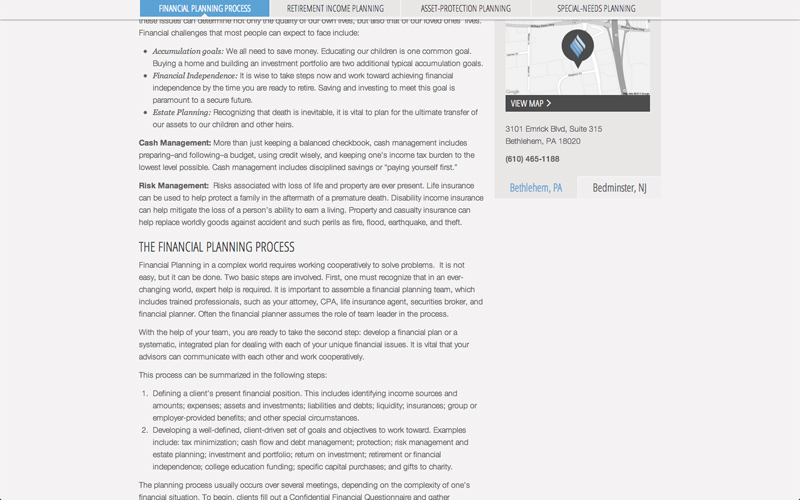 FINANCIAL PLANNING PROCESS
RETIREMENT INCOME PLANNING
ASSET-PROTECTION PLANNING
SPECIAL-NEEDS PLANNING
these issues can determine not only the quality of our own lives, but also that of our loved ones' lives.
Financial challenges that most people can expect to face include:
• Accumulation goals: We all need to save money. Educating our children is one common goal.
Buying a home and building an investment portfolio are two additional typical accumulation goals.
• Financial Independence: It is wise to take steps now and work toward achieving financial
independence by the time you are ready to retire. Saving and investing to meet this goal is
paramount to a secure future.
• Estate Planning: Recognizing that death is inevitable, it is vital to plan for the ultimate transfer of
our assets to our children and other heirs.
Cash Management: More than just keeping a balanced checkbook, cash management includes
preparing–and following–a budget, using credit wisely, and keeping one's income tax burden to the
lowest level possible. Cash management includes disciplined savings or "paying yourself first."
Risk Management: Risks associated with loss of life and property are ever present. Life insurance
can be used to help protect a family in the aftermath of a premature death. Disability income insurance
can help mitigate the loss of a person's ability to earn a living. Property and casualty insurance can
help replace worldly goods against accident and such perils as fire, flood, earthquake, and theft.
THE FINANCIAL PLANNING PROCESS
Financial Planning in a complex world requires working cooperatively to solve problems. It is not
easy, but it can be done. Two basic steps are involved. First, one must recognize that in an ever-
changing world, expert help is required. It is important to assemble a financial planning team, which
includes trained professionals, such as your attorney, CPA, life insurance agent, securities broker, and
financial planner. Often the financial planner assumes the role of team leader in the process.
With the help of your team, you are ready to take the second step: develop a financial plan or a
systematic, integrated plan for dealing with each of your unique financial issues. It is vital that your
advisors can communicate with each other and work cooperatively.
This process can be summarized in the following steps:
1. Defining a client's present financial position. This includes identifying income sources and
amounts; expenses; assets and investments; liabilities and debts; liquidity; insurances; group or
employer-provided benefits; and other special circumstances.
2. Developing a well-defined, client-driven set of goals and objectives to work toward. Examples
include: tax minimization; cash flow and debt management; protection; risk management and
estate planning; investment and portfolio; return on investment; retirement or financial
independence; college education funding; specific capital purchases; and gifts to charity.
The planning process usually occurs over several meetings, depending on the complexity of one's
financial situation. To begin, clients fill out a Confidential Financial Questionnaire and gather
Google
VIEW MAP
3101 Emrick Blvd, Suite 315
Bethlehem, PA 18020
(610) 465-1188
Bethlehem, PA
Bedminster, NJ